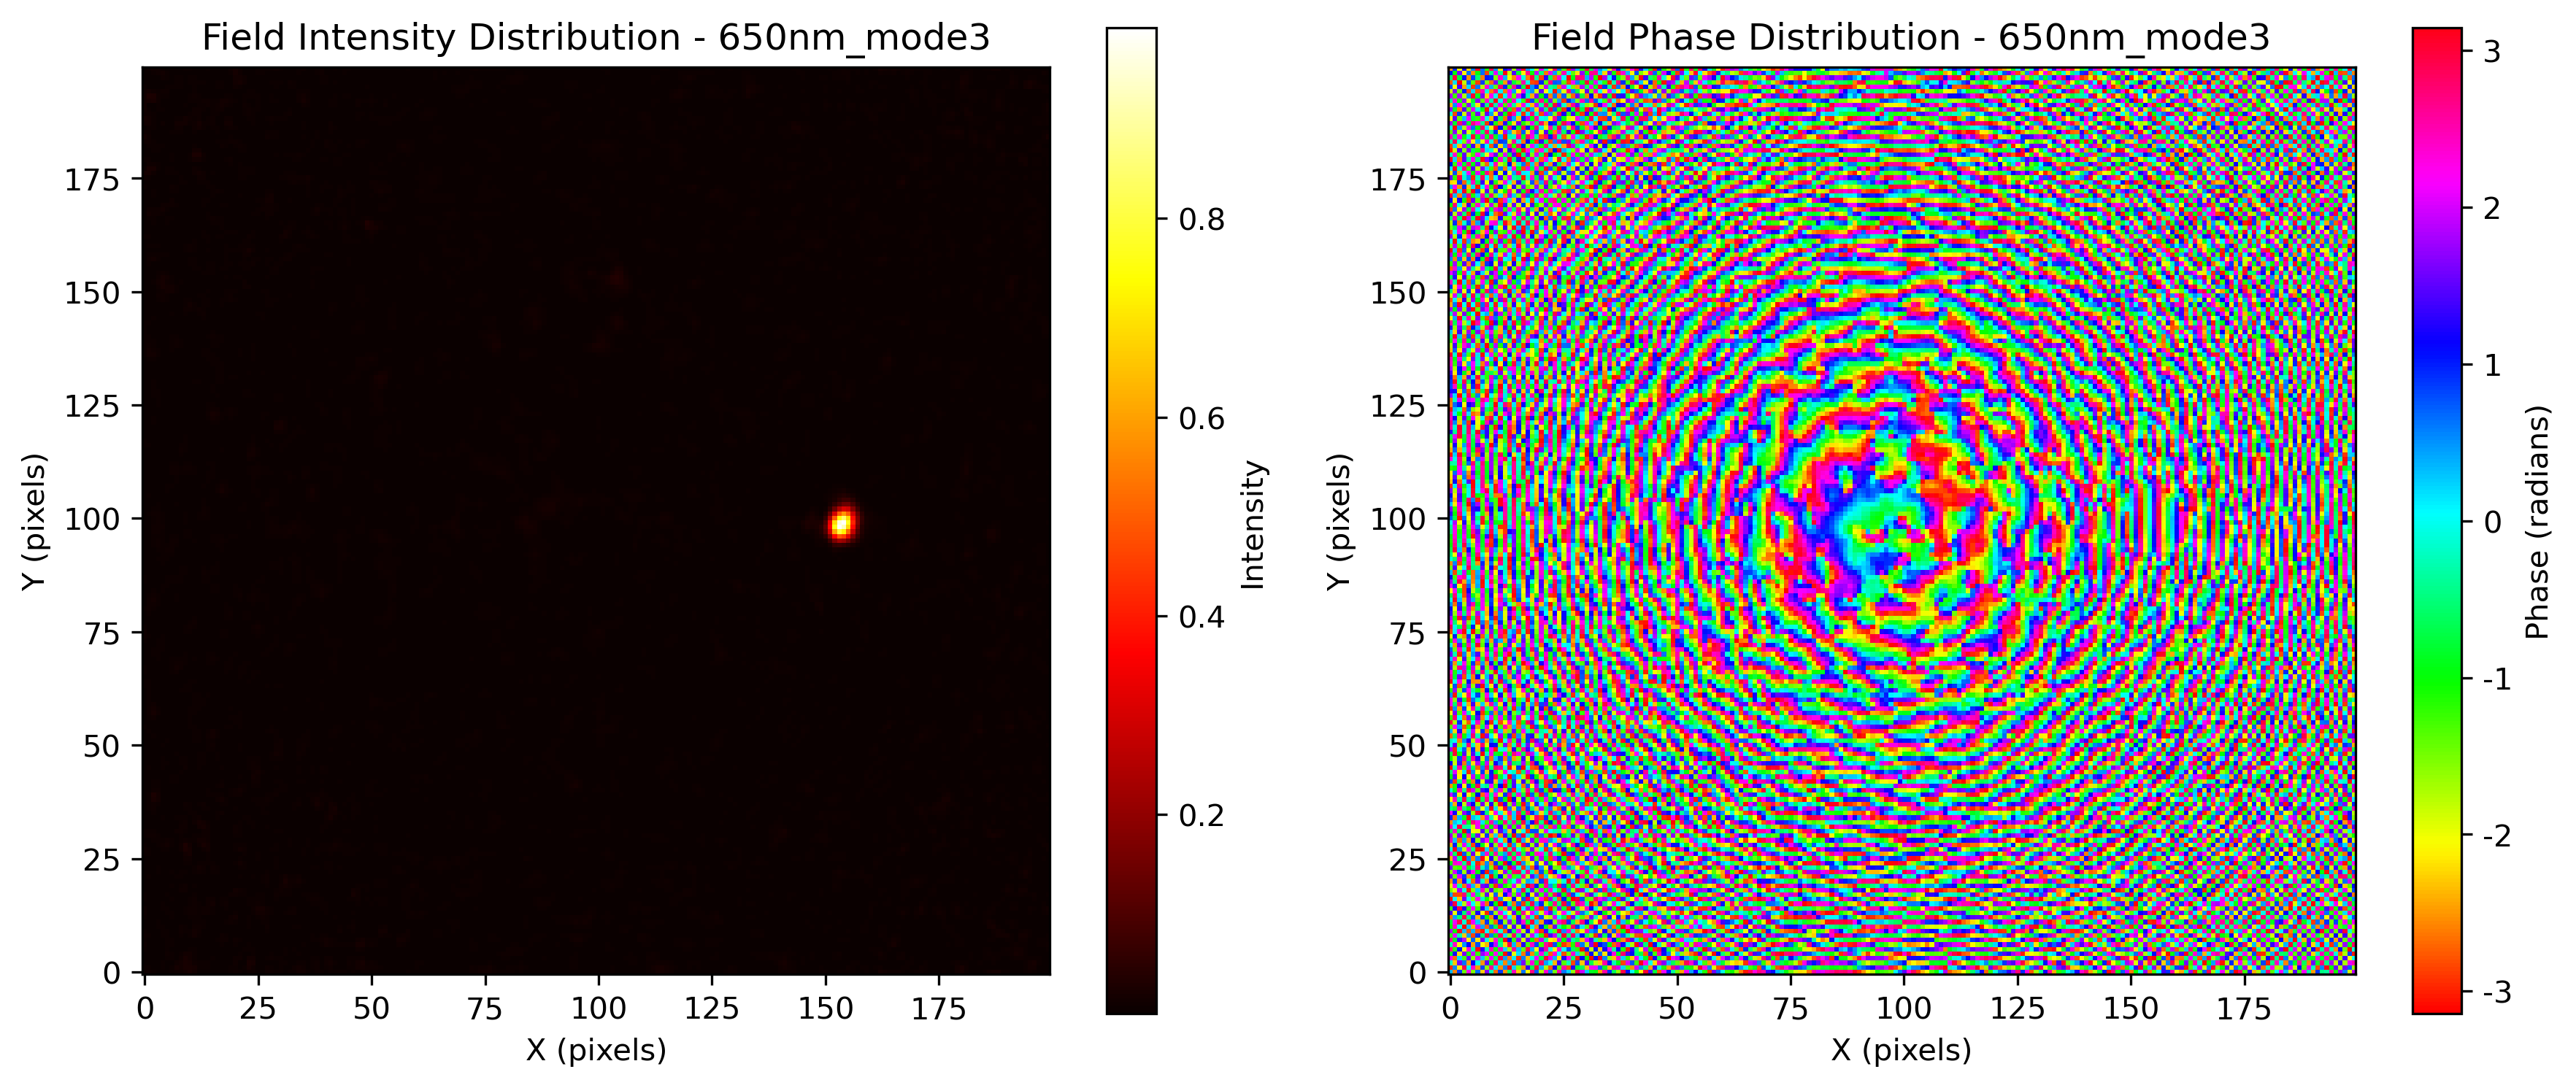 Field Intensity Distribution - 650nm_mode3
175
150
125
100
75
50
25
0
Y (pixels)
0 25 50 75 100 125 150 175
X (pixels)
0.8
0.6
0.4
0.2
Intensity
Field Phase Distribution - 650nm_mode3
175
150
125
100
75
50
25
0
Y (pixels)
0 25 50 75 100 125 150 175
X (pixels)
3
2
1
0
-1
-2
-3
Phase (radians)